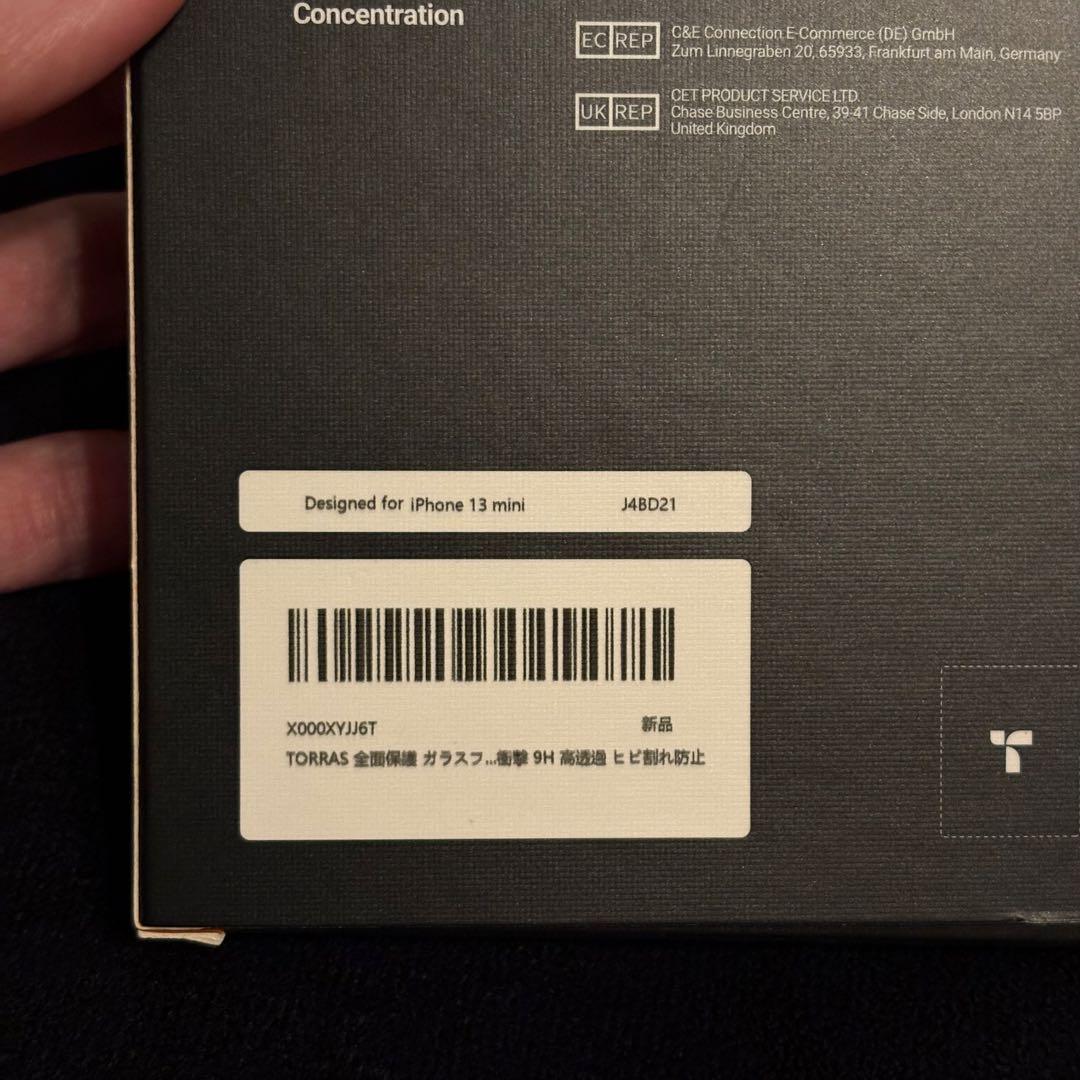 Concentration
EC REP
C&E Connection E-Commerce (DE) GmbH
Zum Linnegraben 20, 65933, Frankfurt am Main, Germany
UK REP
CET PRODUCT SERVICE LTD.
Chase Business Centre, 39-41 Chase Side, London N14 5BP
United Kingdom
Designed for iPhone 13 mini J4BD21
X000XYJJ6T 新品
TORRAS 全面保護 ガラスフ...衝撃 9H 高透過 ヒビ割れ防止